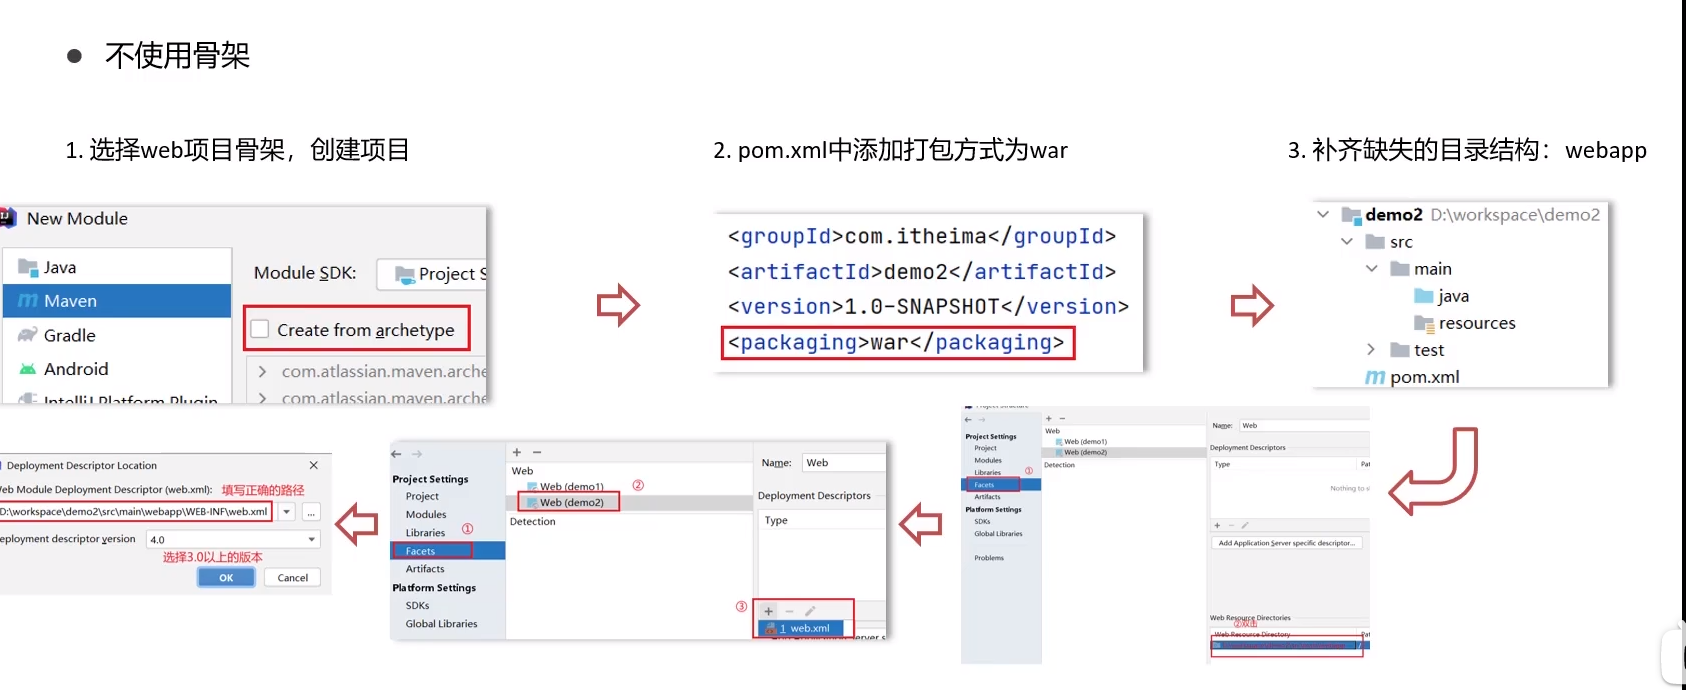 不使用骨架
1. 选择web项目骨架，创建项目
2. pom.xml中添加打包方式为war
3. 补齐缺失的目录结构：webapp
New Module
Java
Maven
Gradle
Android
IntelliJ Platform Plugin
Module SDK:
Project S
Create from archetype
com.atlassian.maven.arche
com.atlassian.maven.arche
<groupId>com.itheima</groupId>
<artifactId>demo2</artifactId>
<version>1.0-SNAPSHOT</version>
<packaging>war</packaging>
demo2 D:\workspace\demo2
src
main
java
resources
test
pom.xml
Project Structure
Project Settings
Project
Modules
Libraries
①
Facets
Artifacts
Platform Settings
SDKs
Global Libraries
Problems
Web
Web (demo1)
Web (demo2)
Detection
Name: Web
Deployment Descriptors
Type Pat
Nothing to s
Add Application Server specific descriptor...
Web Resource Directories
②双击
Web Resource Directory Pat
Project Settings
Project
Modules
Libraries
①
Facets
Artifacts
Platform Settings
SDKs
Global Libraries
Web
Web (demo1)
②
Web (demo2)
Detection
Name: Web
Deployment Descriptors
Type
③
1 web.xml
erver s
Deployment Descriptor Location
eb Module Deployment Descriptor (web.xml): 填写正确的路径
D:\workspace\demo2\src\main\webapp\WEB-INF\web.xml
...
eployment descriptor version 4.0
选择3.0以上的版本
OK
Cancel